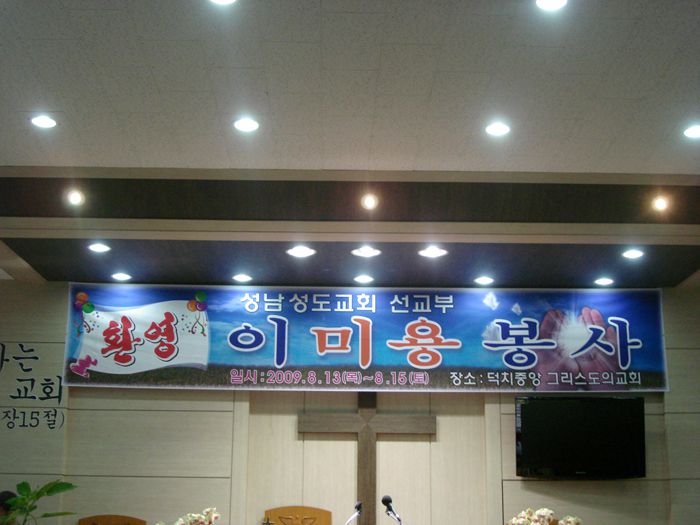 성남성도교회 선교부
환영
이미용 봉사
일시:2009.8.13(목)~8.15(토)
장소:덕치중앙 그리스도의교회
는
교회
장15절)